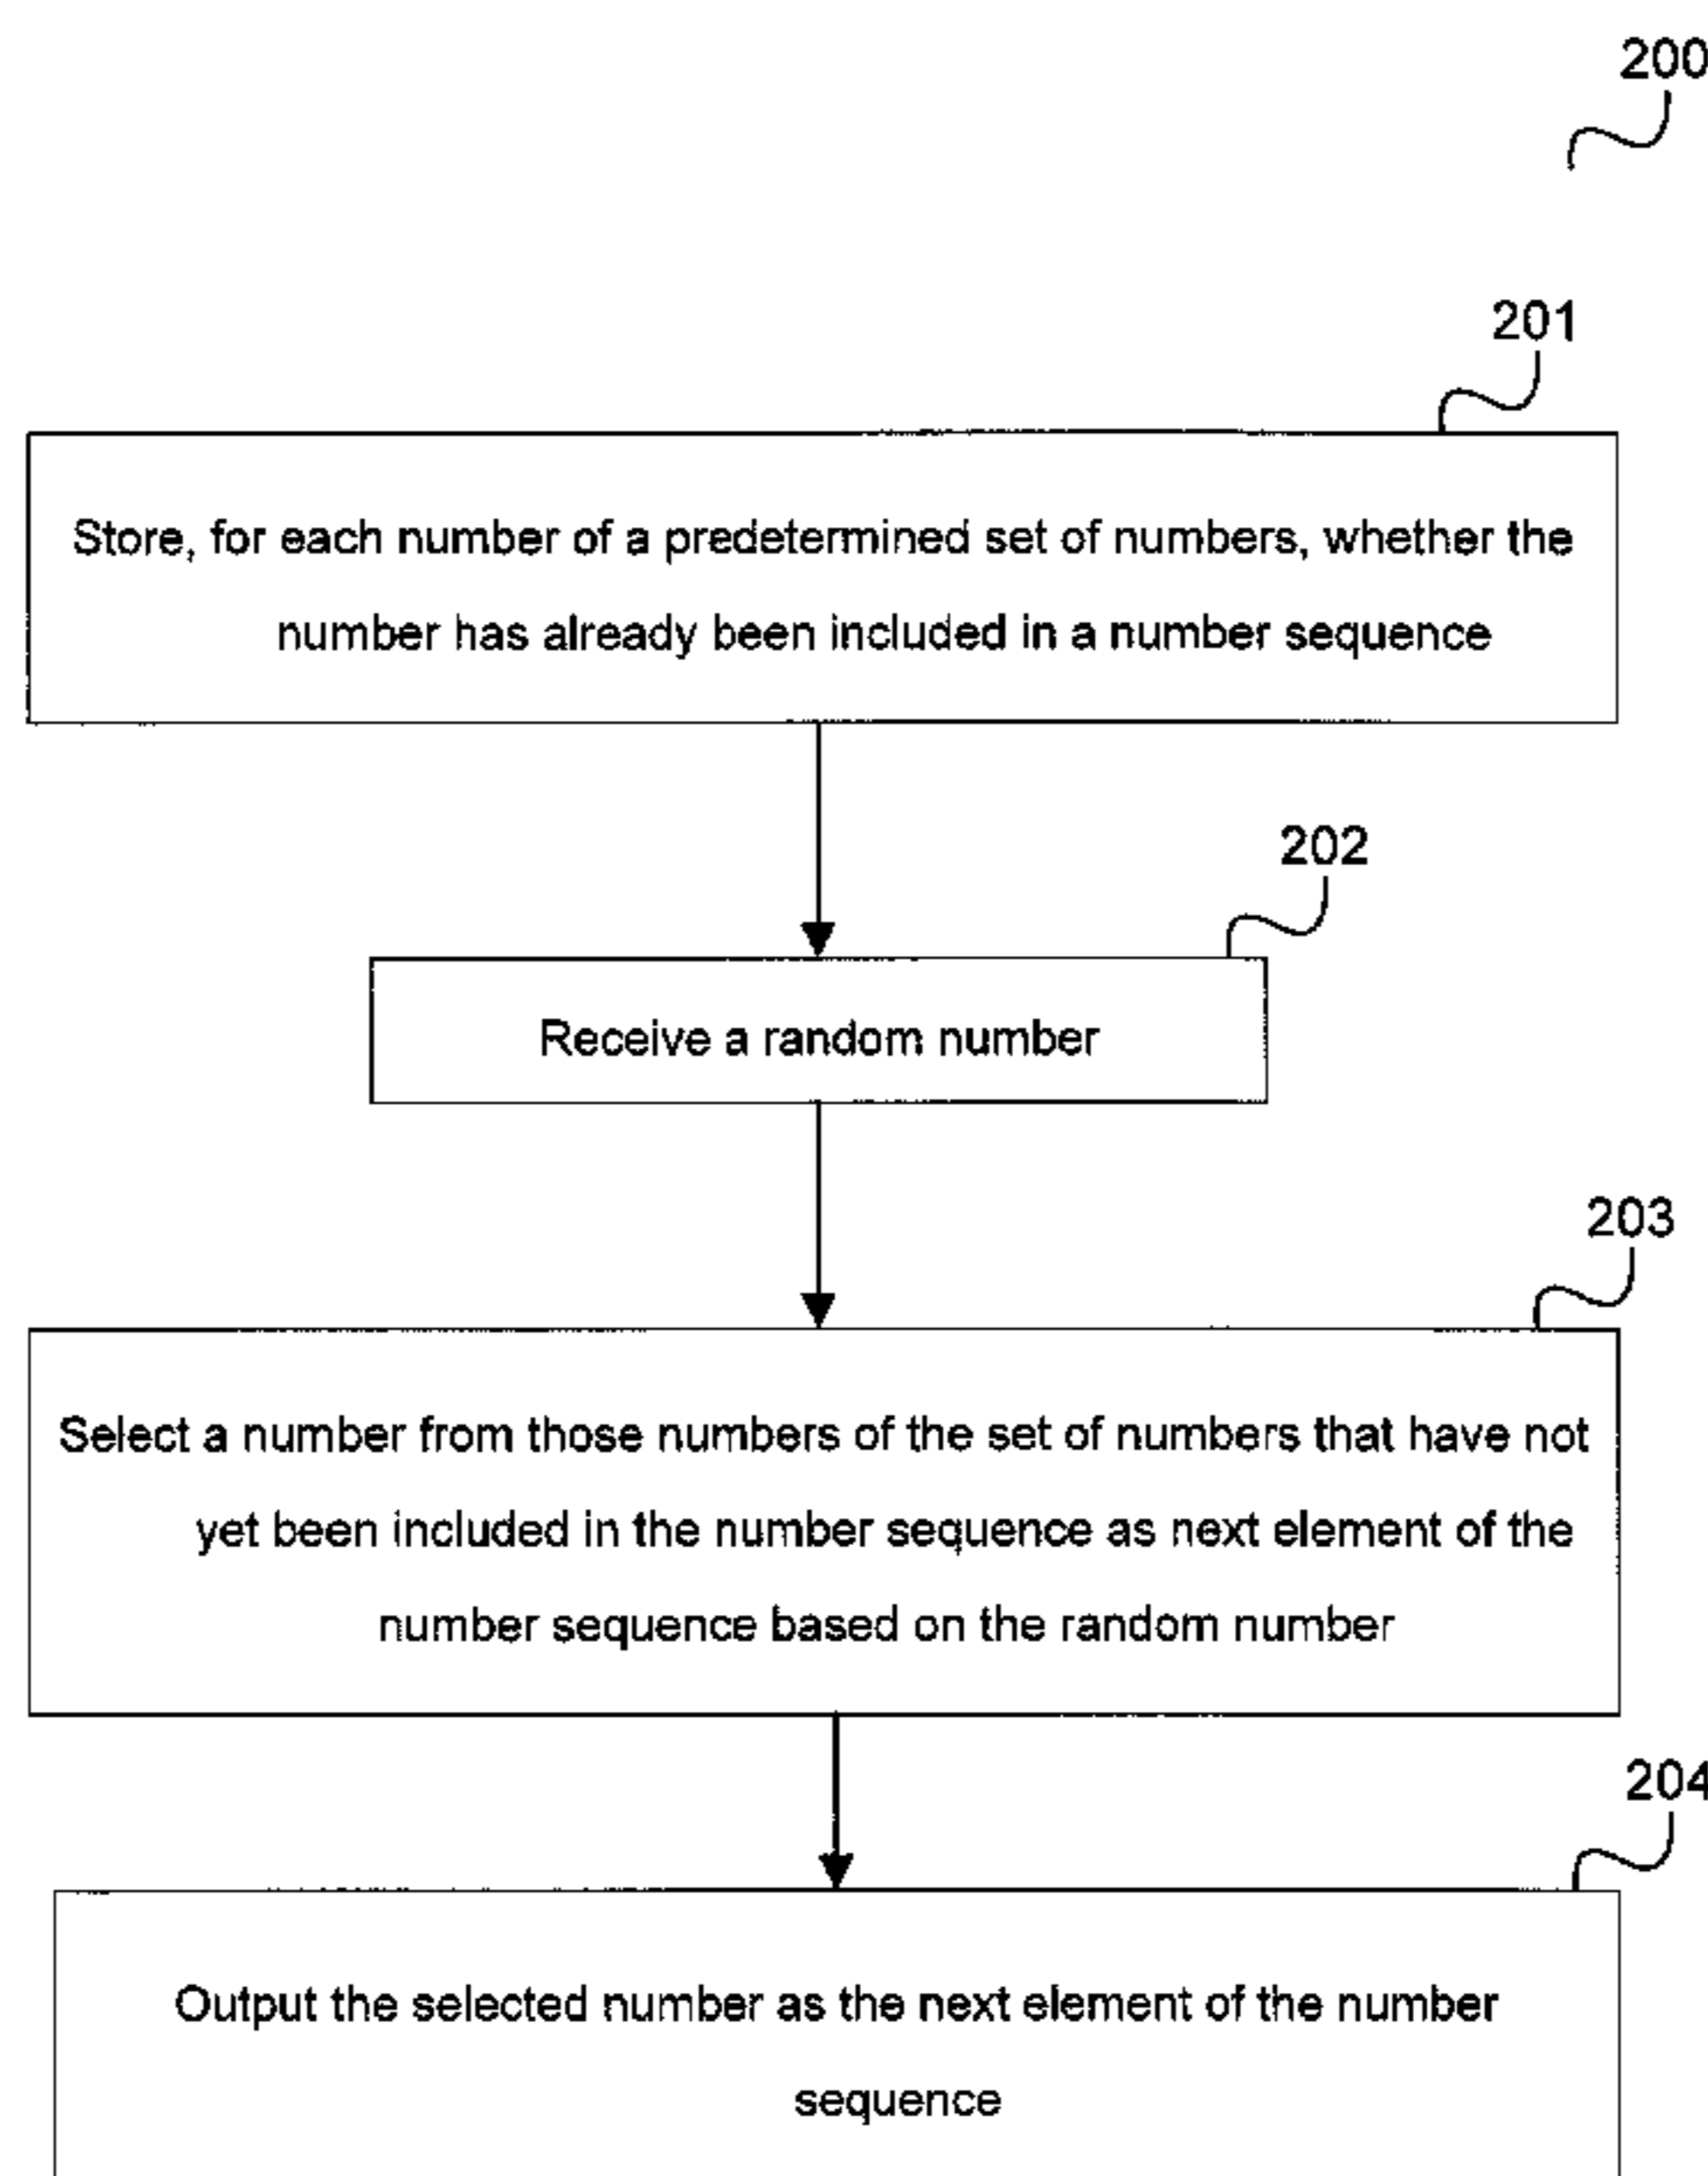 200
201
Store, for each number of a predetermined set of numbers, whether the
number has already been included in a number sequence
202
Receive a random number
203
Select a number from those numbers of the set of numbers that have not
yet been included in the number sequence as next element of the
number sequence based on the random number
204
Output the selected number as the next element of the number
sequence